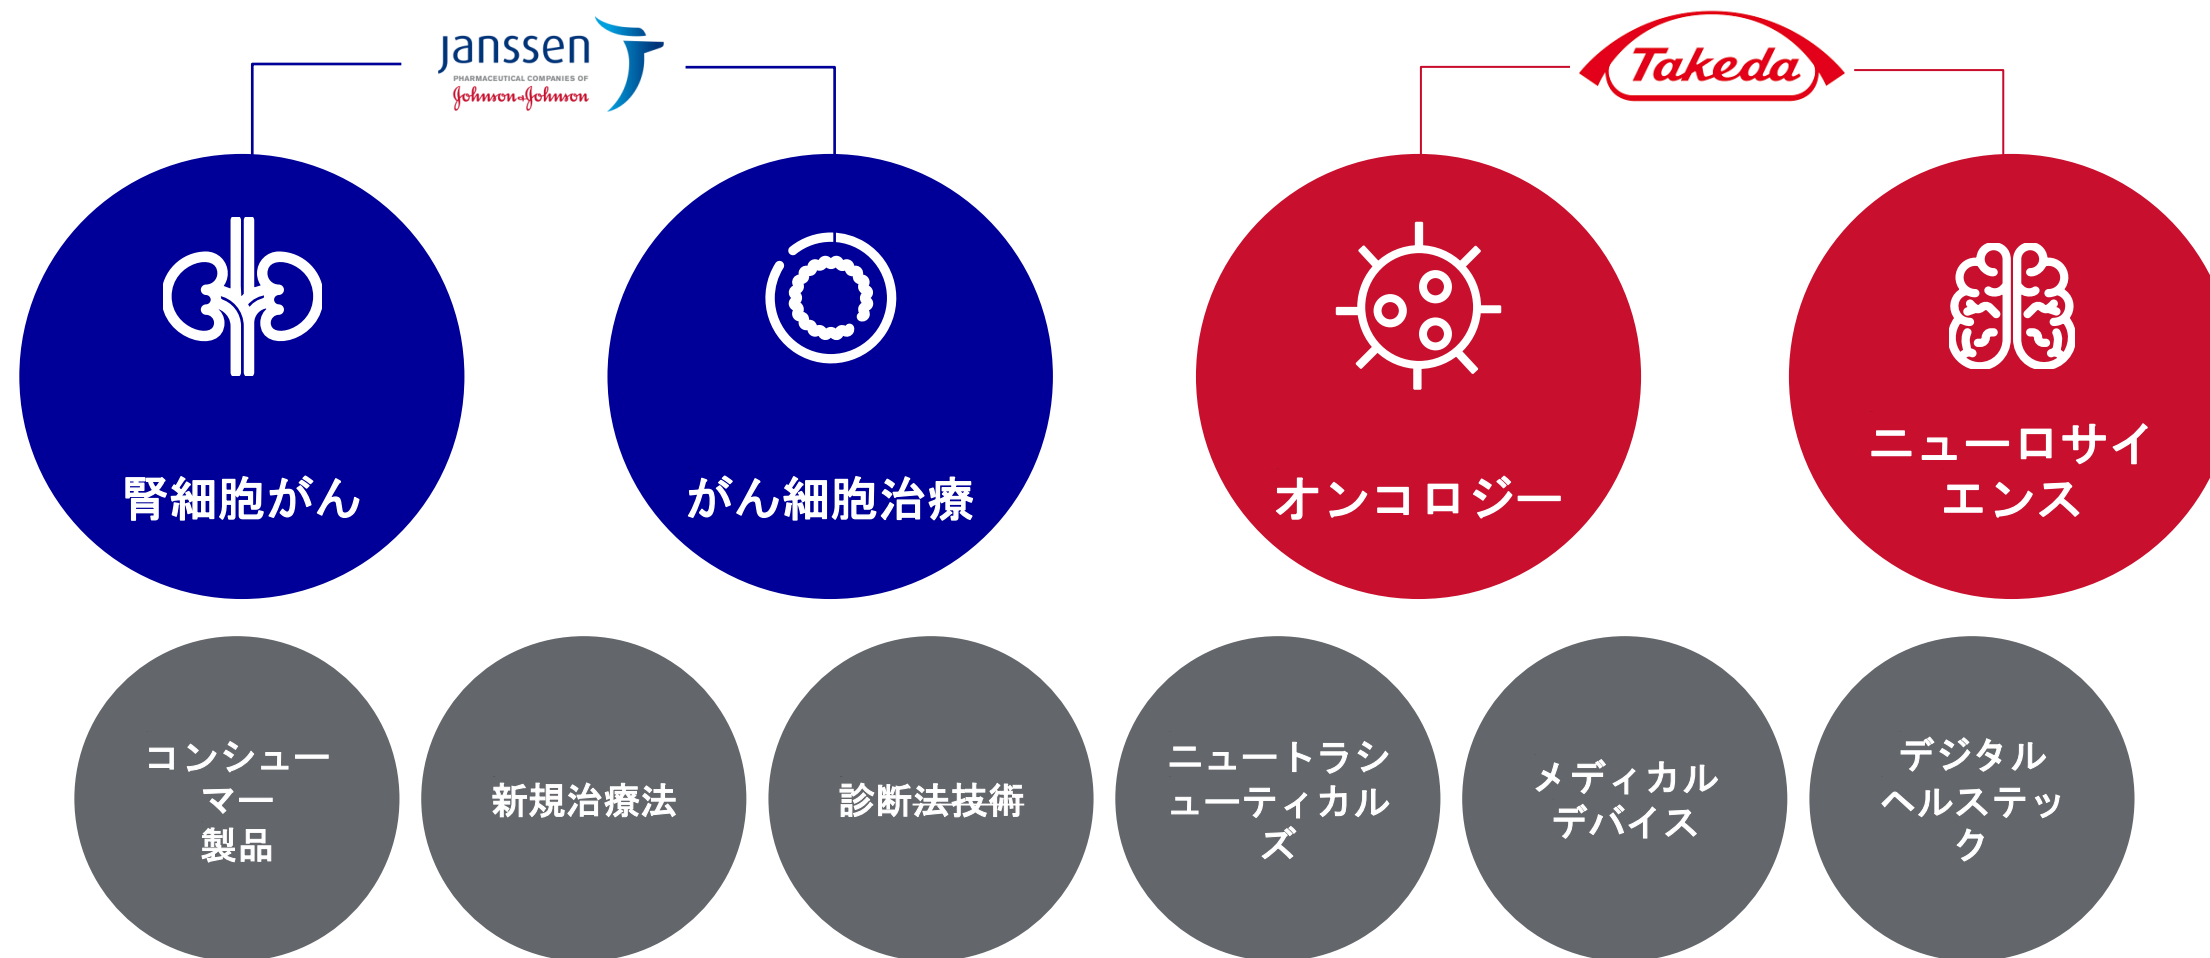 Janssen
PHARMACEUTICAL COMPANIES OF
Johnson & Johnson
Takeda
腎細胞がん
がん細胞治療
オンコロジー
ニューロサイ
エンス
コンシュー
マー
製品
新規治療法
診断法技術
ニュートラシ
ューティカル
ズ
メディカル
デバイス
デジタル
ヘルステッ
ク